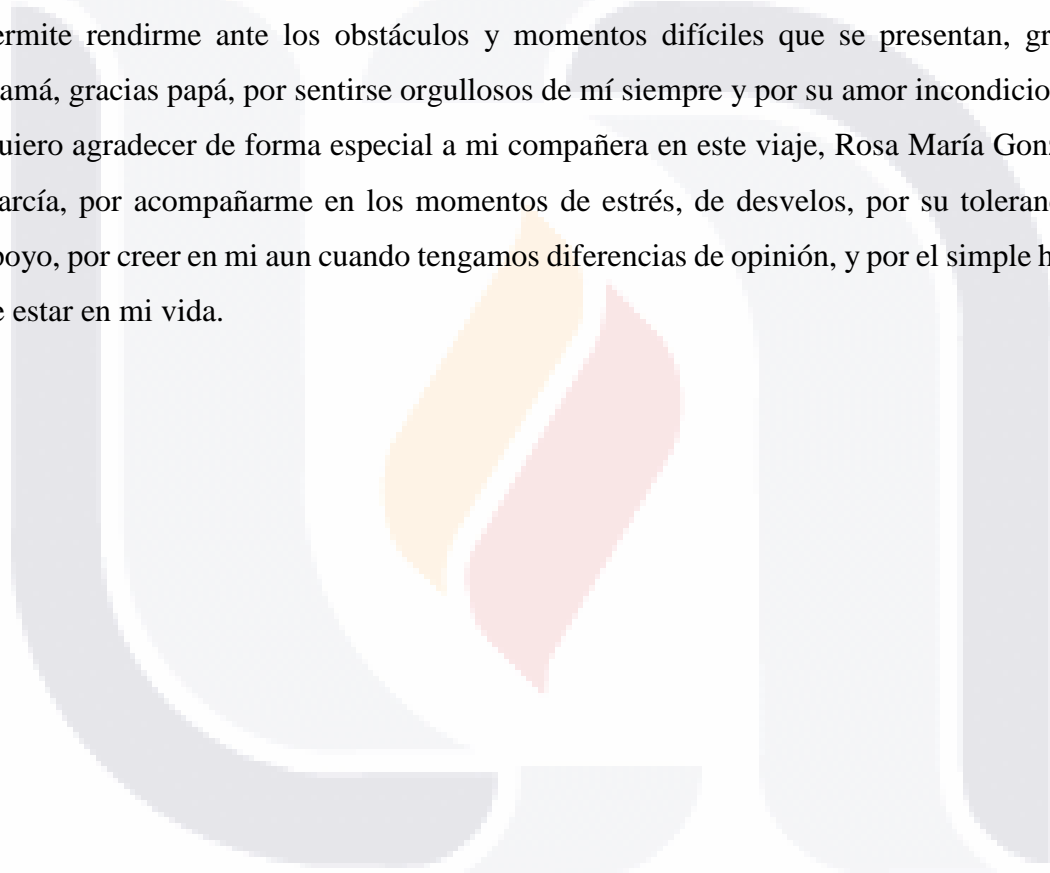 ermite rendirme ante los obstáculos y momentos difíciles que se presentan, gr
amá, gracias papá, por sentirse orgullosos de mí siempre y por su amor incondicio
uiero agradecer de forma especial a mi compañera en este viaje, Rosa María Gon
arcía, por acompañarme en los momentos de estrés, de desvelos, por su toleran
poyo, por creer en mi aun cuando tengamos diferencias de opinión, y por el simple h
e estar en mi vida.